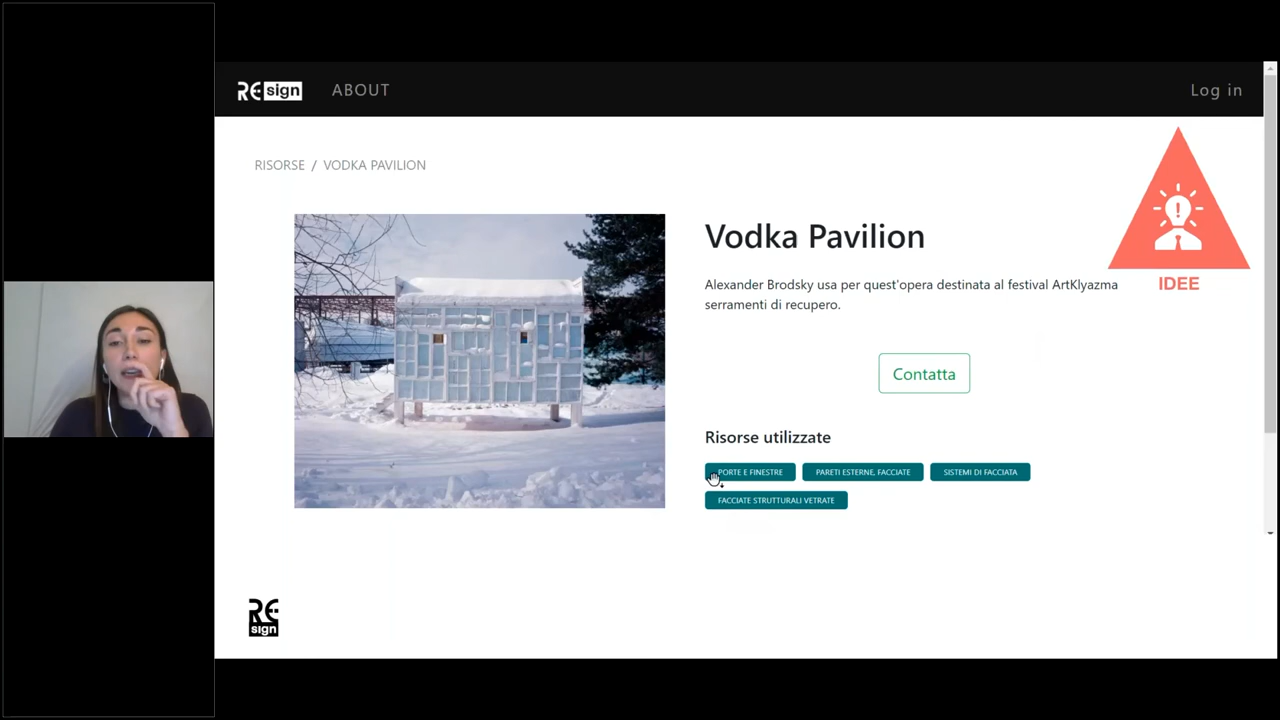 REsign ABOUT Log in
RISORSE / VODKA PAVILION
Vodka Pavilion
IDEE
Alexander Brodsky usa per quest'opera destinata al festival ArtKlyazma
serramenti di recupero.
Contatta
Risorse utilizzate
PORTE E FINESTRE PARETI ESTERNE, FACCIATE SISTEMI DI FACCIATA
FACCIATE STRUTTURALI VETRATE
RE
sign